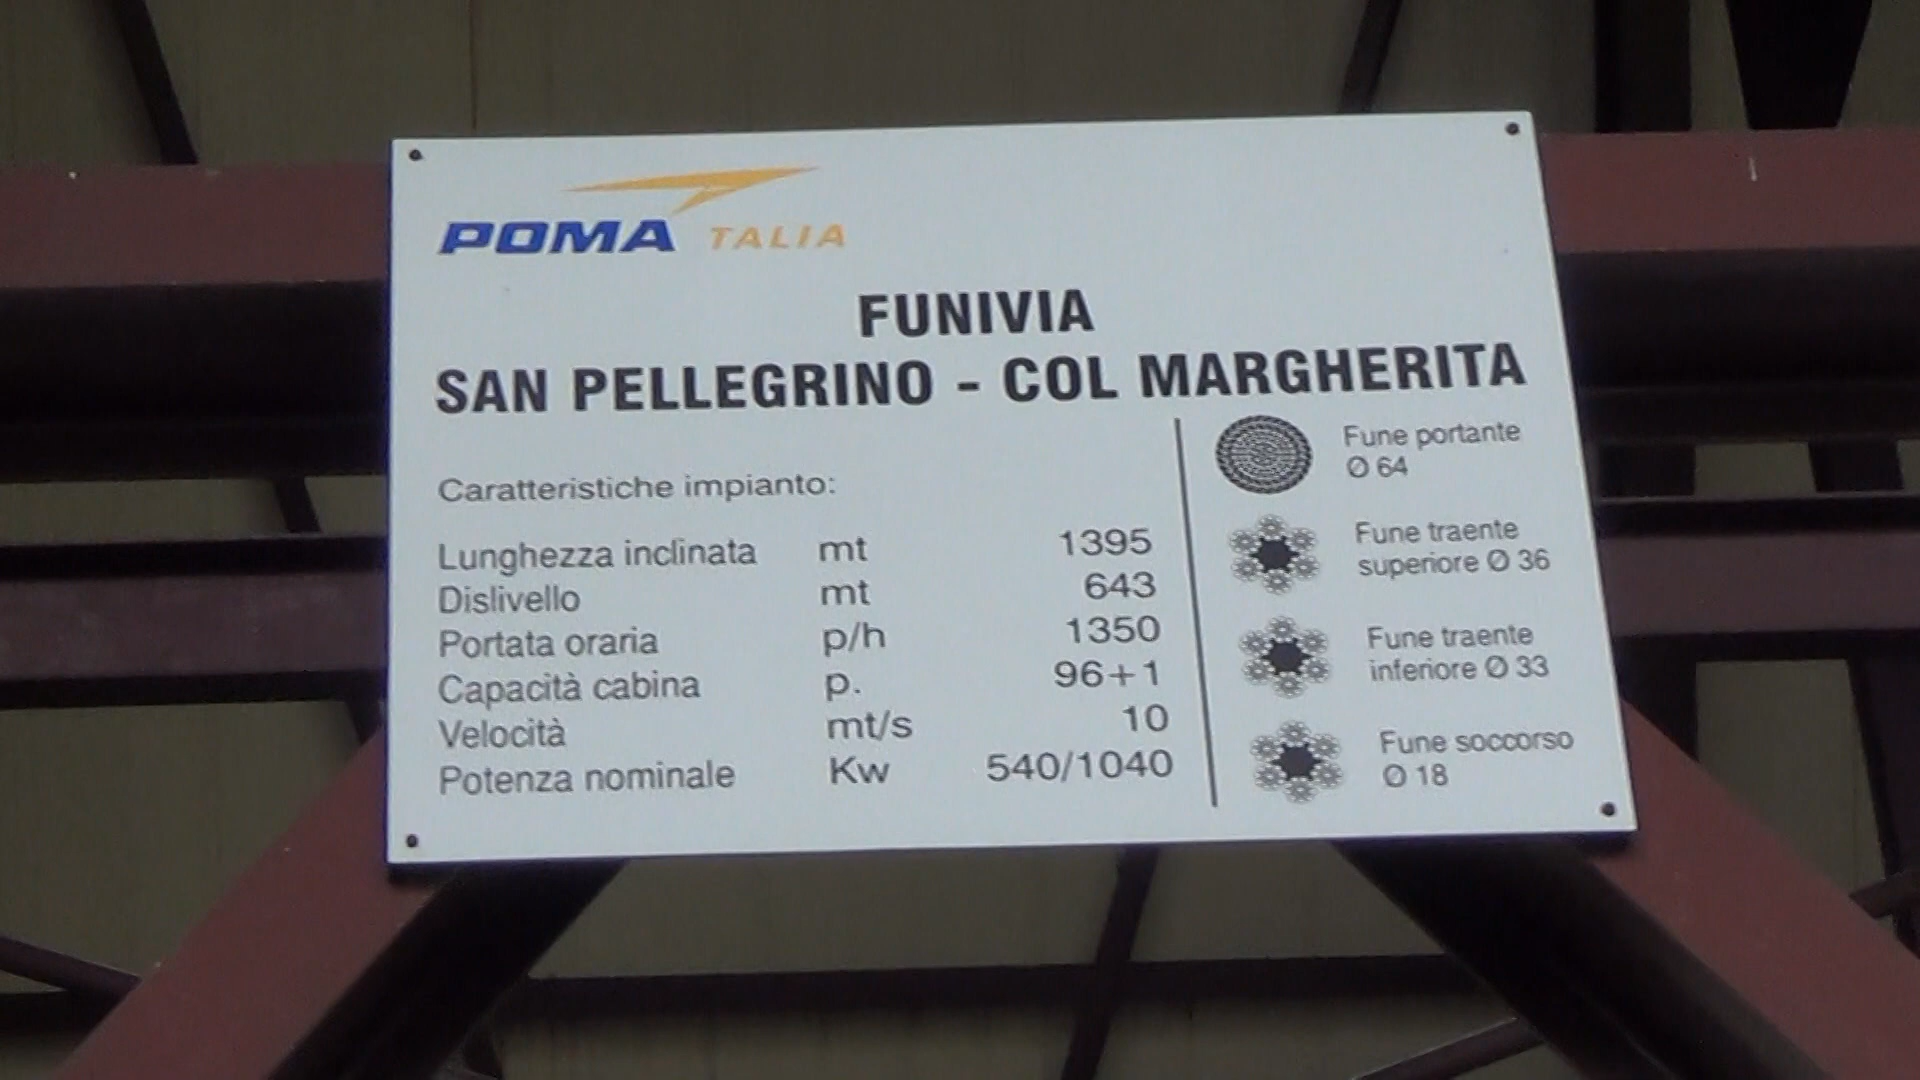 POMA TALIA
FUNIVIA
SAN PELLEGRINO - COL MARGHERITA
Caratteristiche impianto:
Lunghezza inclinata mt 1395
Dislivello mt 643
Portata oraria p/h 1350
Capacità cabina p. 96+1
Velocità mt/s 10
Potenza nominale Kw 540/1040
Fune portante
Ø 64
Fune traente
superiore Ø 36
Fune traente
inferiore Ø 33
Fune soccorso
Ø 18